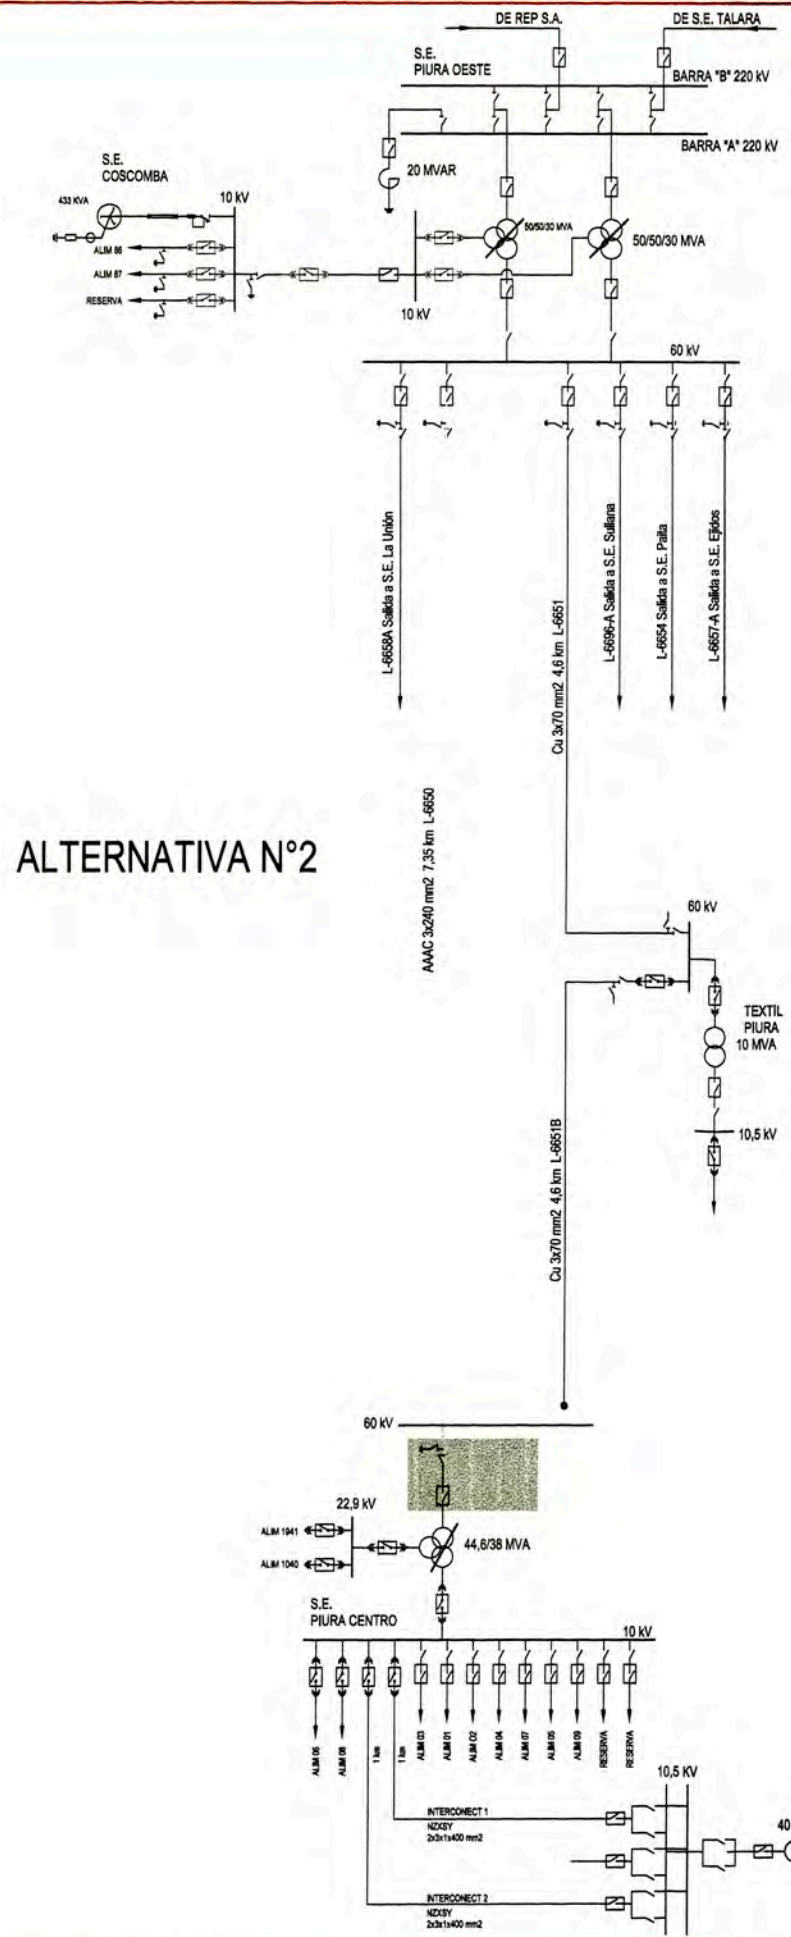 DE REP S.A.
DE S.E. TALARA
S.E.
PIURA OESTE
BARRA "B" 220 kV
BARRA "A" 220 kV
20 MVAR
S.E.
COSCOMBA
433 KVA
10 kV
ALIM 86
ALIM 87
RESERVA
50/50/30 MVA
50/50/30 MVA
10 kV
60 kV
L-6658A Salida a S.E. La Unión
Cu 3x70 mm2 4,6 km L-6651
L-6696-A Salida a S.E. Sullana
L-6654 Salida a S.E. Paita
L-6657-A Salida a S.E. Ejidos
AAAC 3x240 mm2 7,35 km L-6650
ALTERNATIVA N°2
60 kV
TEXTIL
PIURA
10 MVA
10,5 kV
Cu 3x70 mm2 4,6 km L-6651B
60 kV
22,9 kV
ALIM 1941
ALIM 1040
44,6/38 MVA
S.E.
PIURA CENTRO
10 kV
ALIM 06
ALIM 08
1 km
1 km
ALIM 03
ALIM 01
ALIM 02
ALIM 04
ALIM 07
ALIM 05
ALIM 09
RESERVA
RESERVA
10,5 KV
INTERCONECT 1
NZXSY
2x3x1x400 mm2
40
INTERCONECT 2
NZXSY
2x3x1x400 mm2